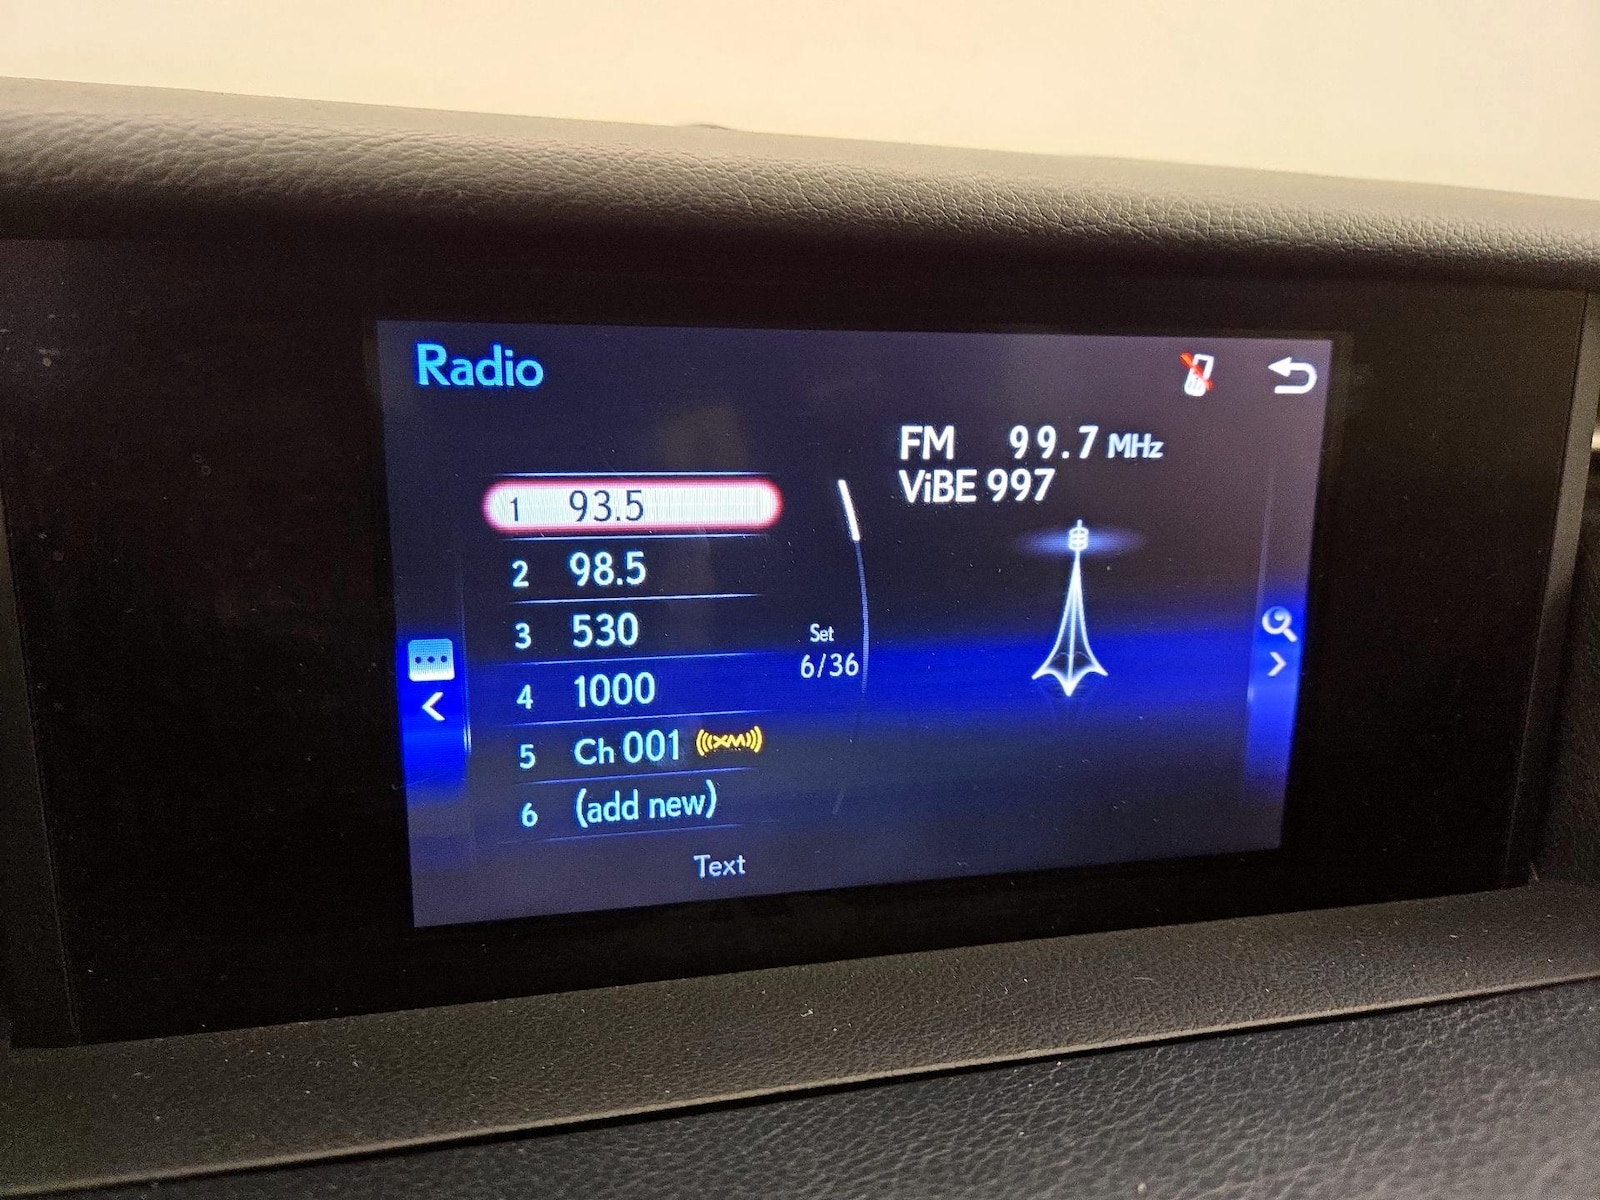 Radio
FM 99.7 MHz
ViBE 997
1 93.5
2 98.5
3 530
4 1000
5 Ch 001 ((XM))
6 (add new)
Set
6/36
Text